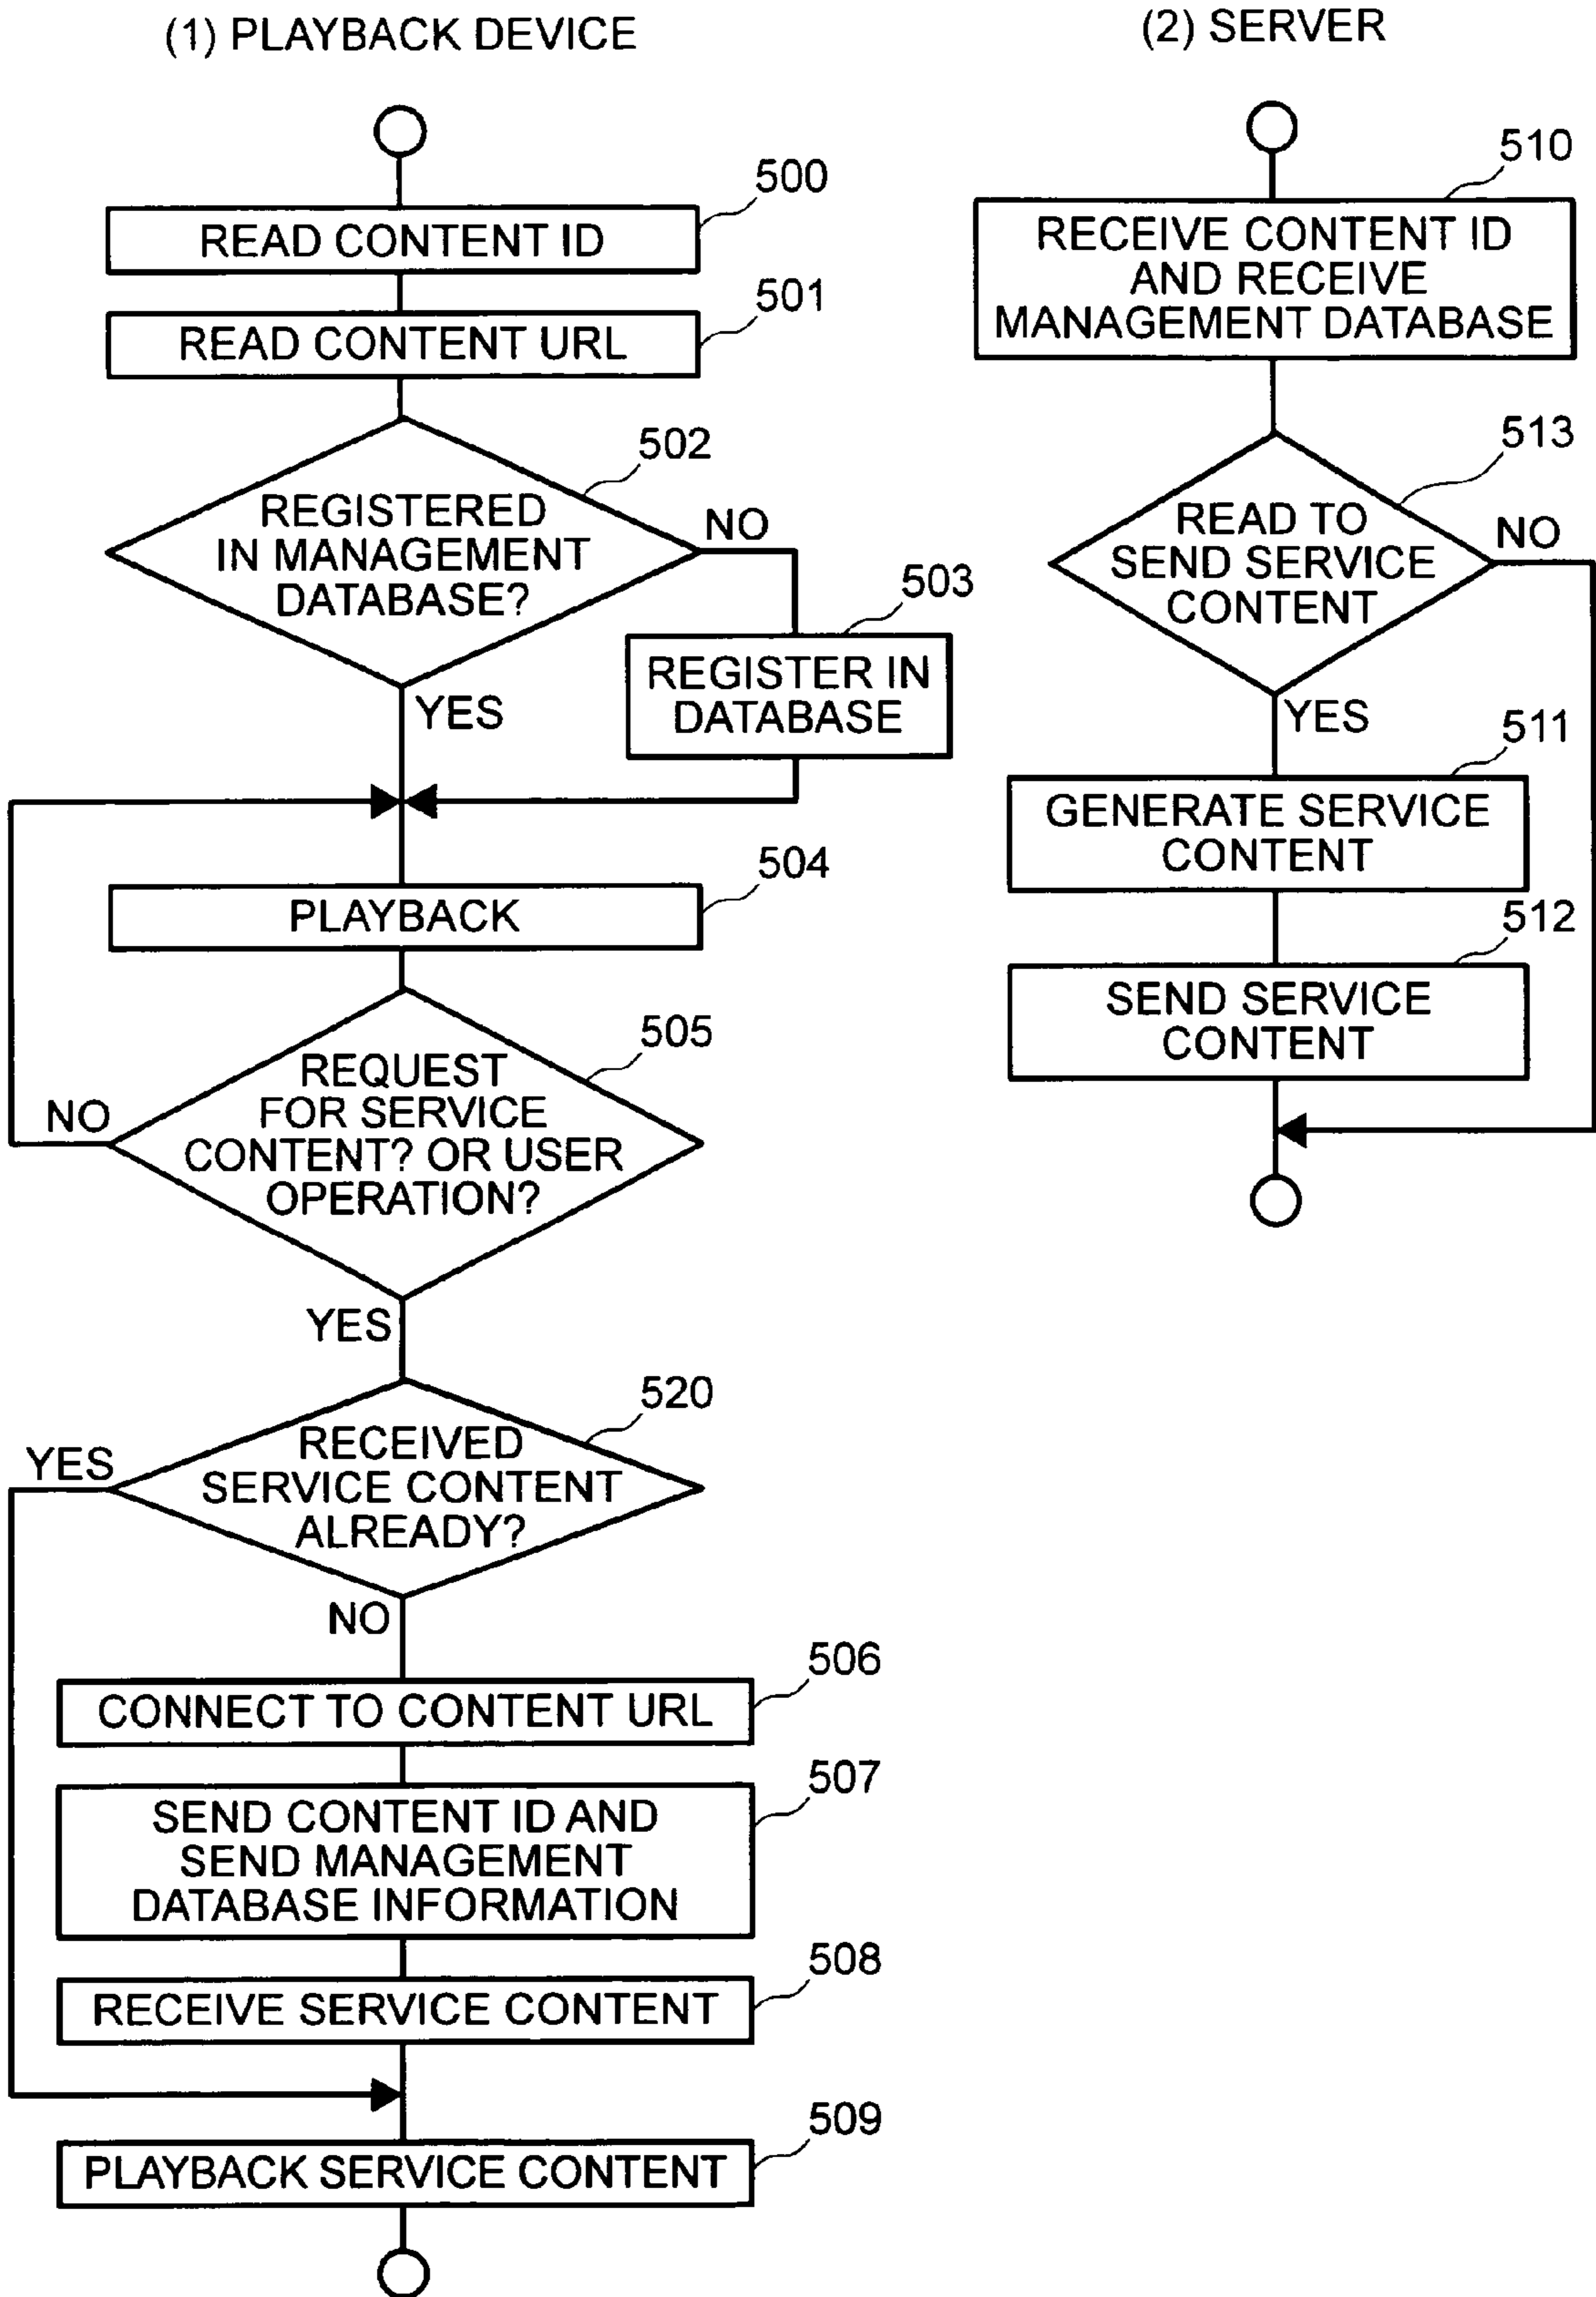 (1) PLAYBACK DEVICE
500
READ CONTENT ID
501
READ CONTENT URL
502
REGISTERED
IN MANAGEMENT
DATABASE?
NO
503
REGISTER IN
DATABASE
YES
504
PLAYBACK
505
REQUEST
FOR SERVICE
CONTENT? OR USER
OPERATION?
NO
YES
520
RECEIVED
SERVICE CONTENT
ALREADY?
YES
NO
506
CONNECT TO CONTENT URL
507
SEND CONTENT ID AND
SEND MANAGEMENT
DATABASE INFORMATION
508
RECEIVE SERVICE CONTENT
509
PLAYBACK SERVICE CONTENT
(2) SERVER
510
RECEIVE CONTENT ID
AND RECEIVE
MANAGEMENT DATABASE
513
READ TO
SEND SERVICE
CONTENT
NO
YES
511
GENERATE SERVICE
CONTENT
512
SEND SERVICE
CONTENT